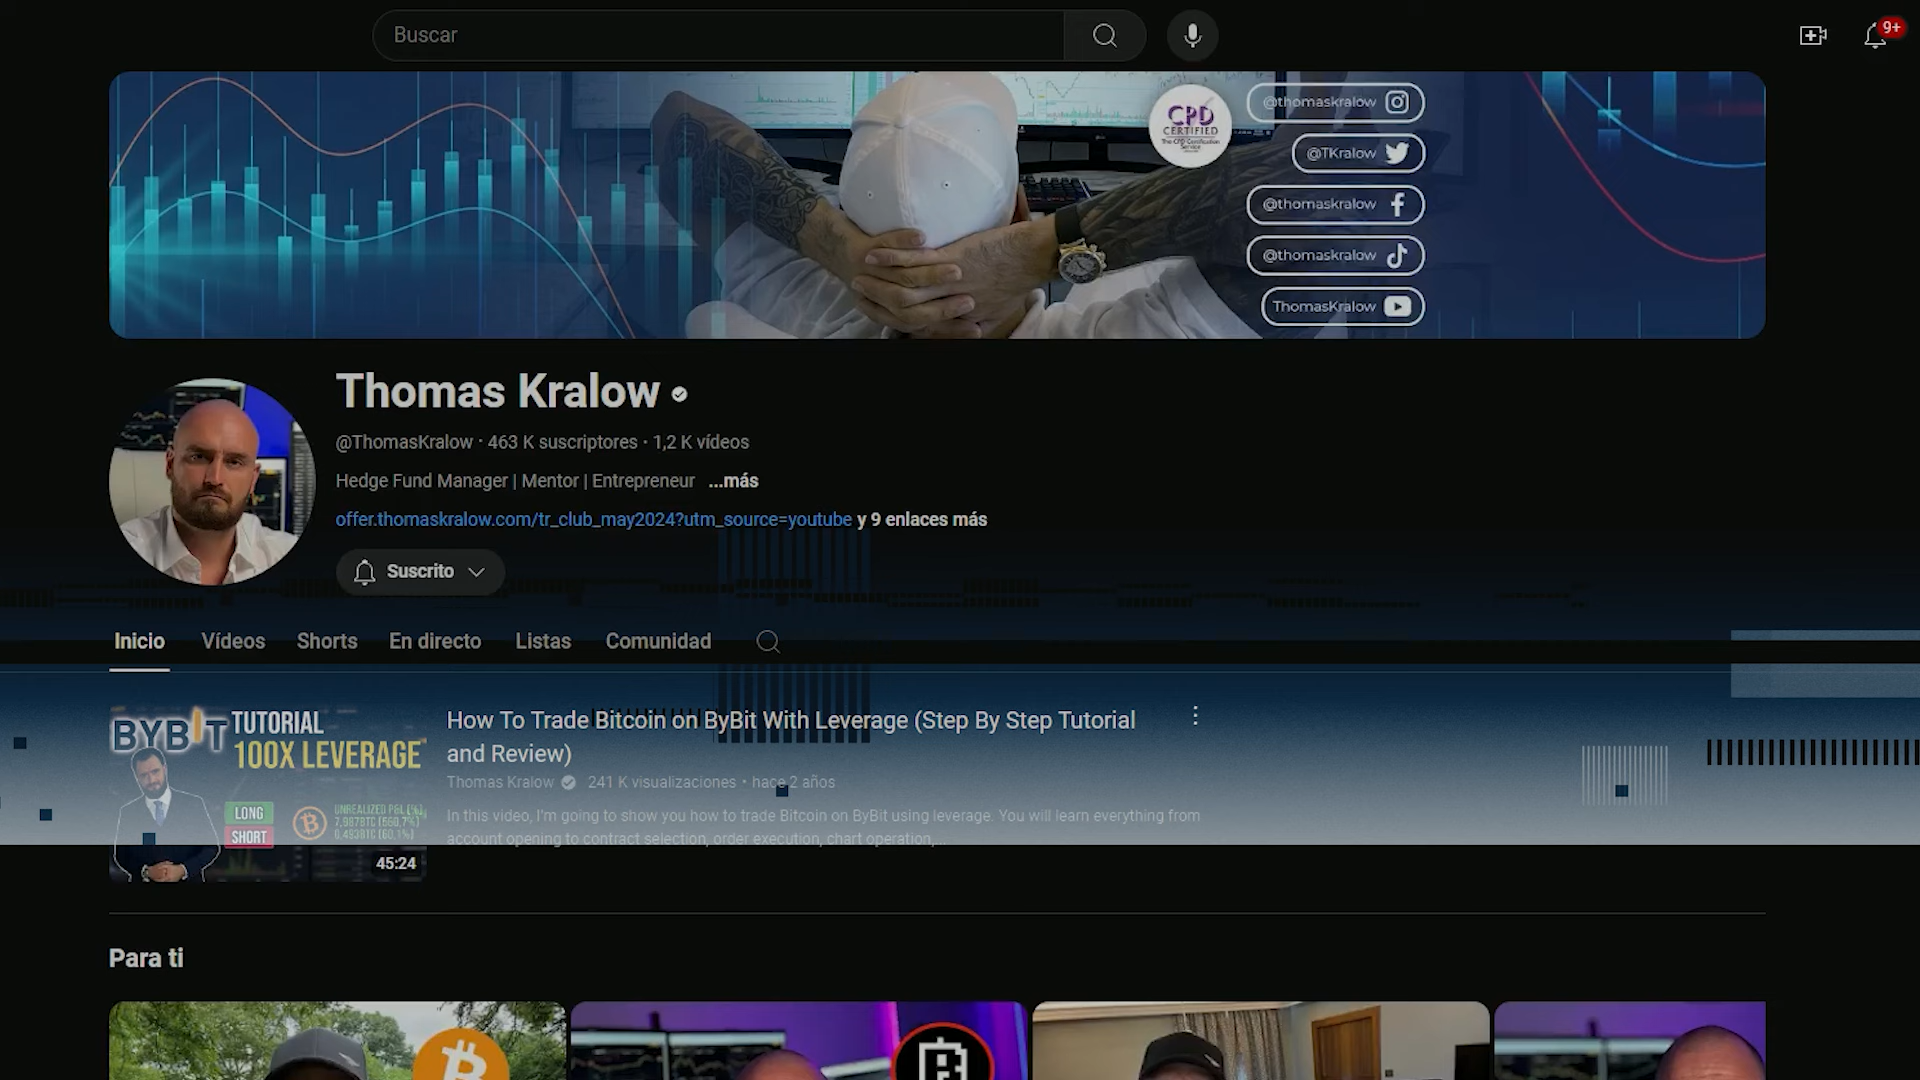 Buscar
9+
CPD
CERTIFIED
The CPD Certification
Service
@thomaskralow
@TKralow
@thomaskralow
@thomaskralow
ThomasKralow
Thomas Kralow
@ThomasKralow · 463 K suscriptores · 1,2 K vídeos
Hedge Fund Manager | Mentor | Entrepreneur ...más
offer.thomaskralow.com/tr_club_may2024?utm_source=youtube y 9 enlaces más
Suscrito
Inicio Vídeos Shorts En directo Listas Comunidad
BYBIT TUTORIAL
100X LEVERAGE
LONG
SHORT
UNREALIZED P&L [%]
45:24
How To Trade Bitcoin on ByBit With Leverage (Step By Step Tutorial
and Review)
Thomas Kralow 241 K visualizaciones · hace 2 años
In this video, I'm going to show you how to trade Bitcoin on ByBit using leverage. You will learn everything from
account opening to contract selection, order execution, chart operation,...
Para ti